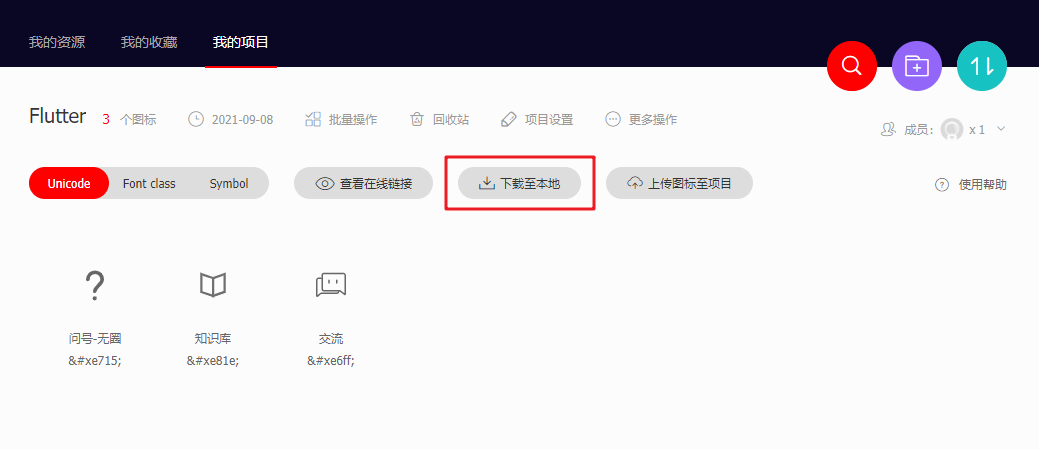 我的资源 我的收藏 我的项目
Flutter 3 个图标 2021-09-08 批量操作 回收站 项目设置 更多操作
成员: x 1
Unicode Font class Symbol 查看在线链接 下载至本地 上传图标至项目 使用帮助
问号-无圈 知识库 交流
&#xe715; &#xe81e; &#xe6ff;